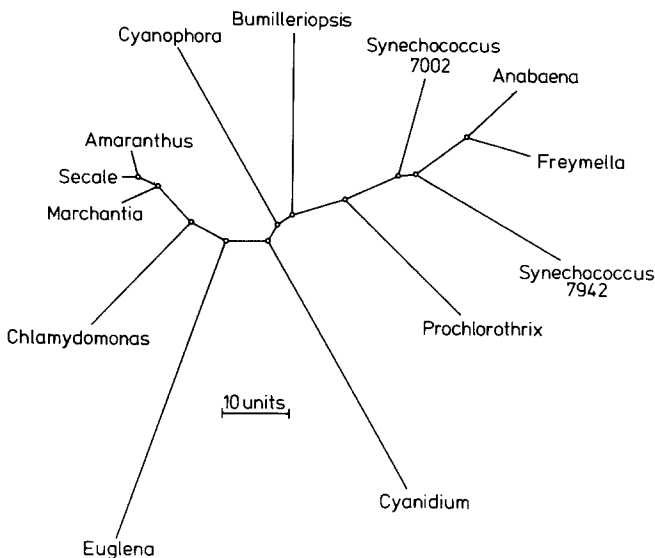 Bumilleriopsis
Cyanophora
Synechococcus
7002
Anabaena
Amaranthus
Freymella
Secale
Marchantia
Synechococcus
7942
Prochlorothrix
Chlamydomonas
10 units
Cyanidium
Euglena